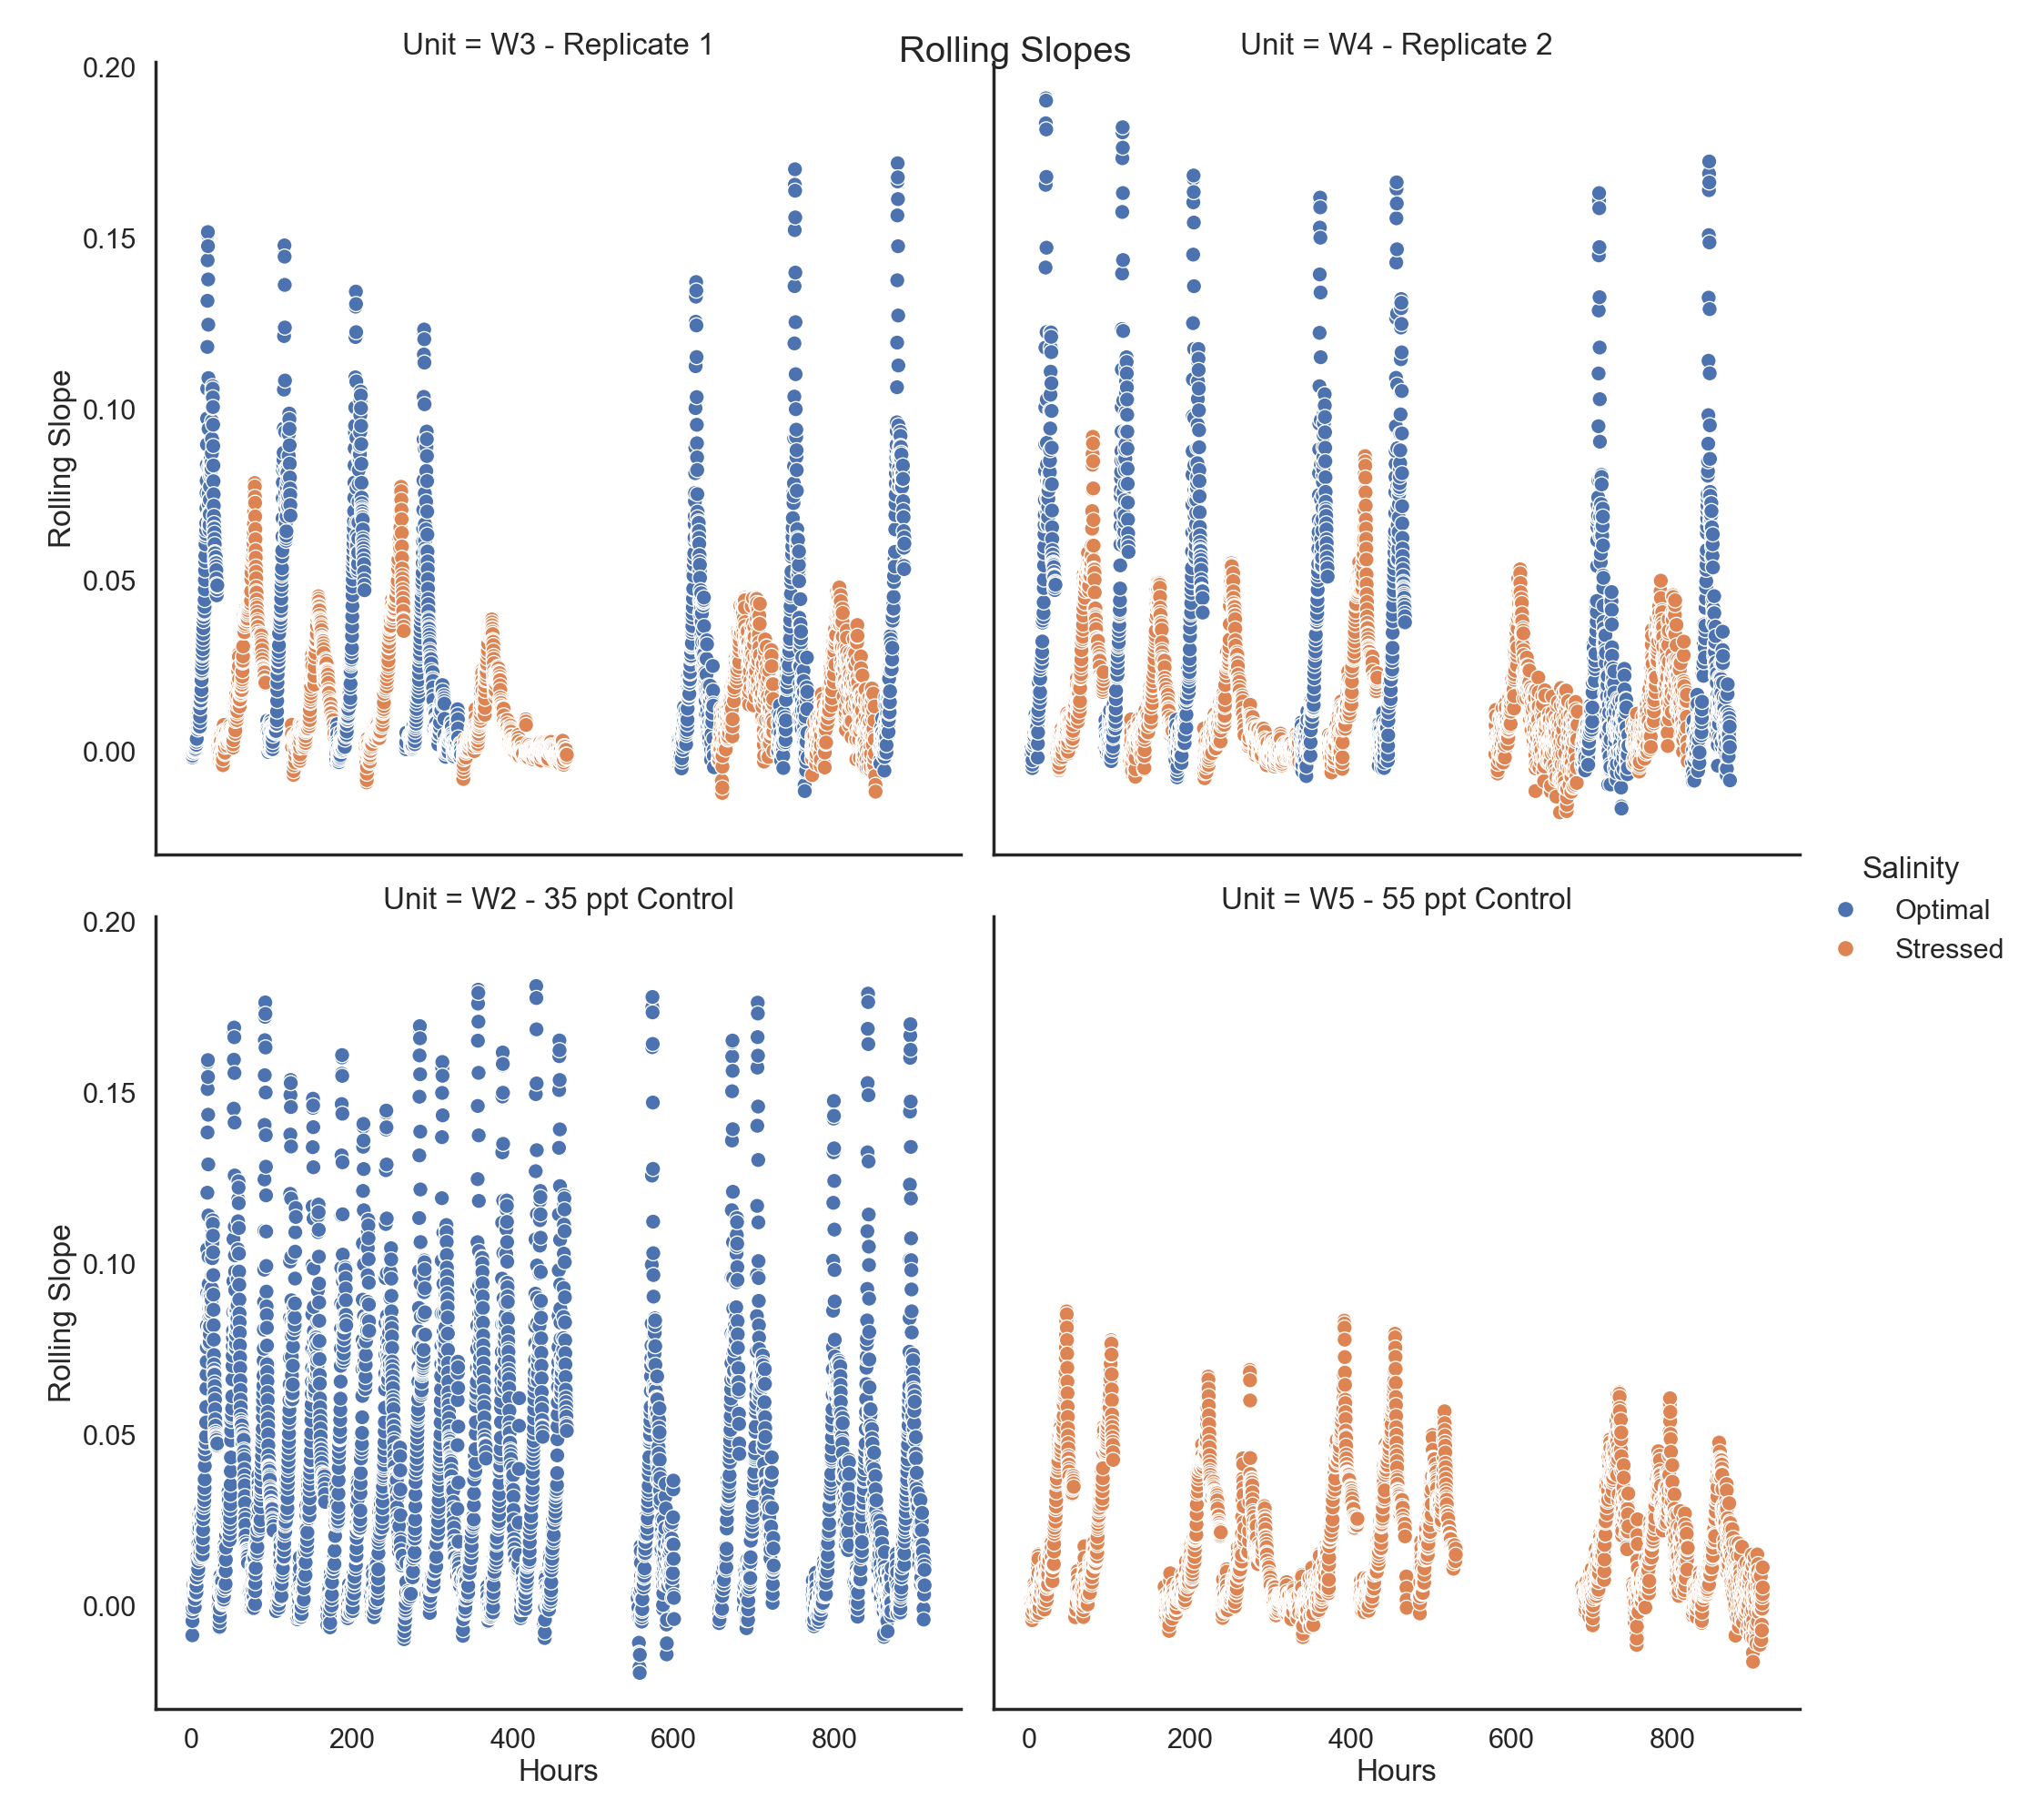 Rolling Slopes
Unit = W3 - Replicate 1
Unit = W4 - Replicate 2
0.20
0.15
0.10
0.05
0.00
Rolling Slope
Unit = W2 - 35 ppt Control
Unit = W5 - 55 ppt Control
0.20
0.15
0.10
0.05
0.00
Rolling Slope
0 200 400 600 800
Hours
0 200 400 600 800
Hours
Salinity
Optimal
Stressed